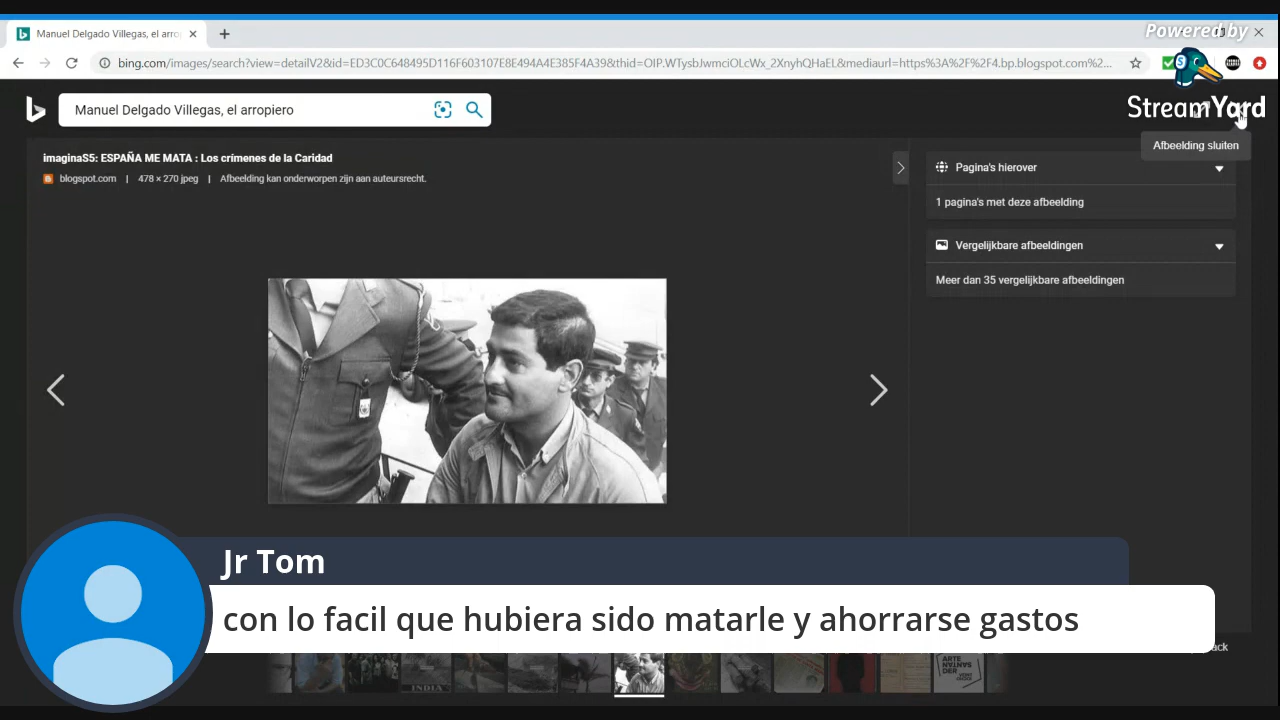 Manuel Delgado Villegas, el arro
Powered by
bing.com/images/search?view=detailV2&id=ED3C0C648495D116F603107E8E494A4E385F4A39&thid=OIP.WTysbJwmciOLcWx_2XnyhQHaEL&mediaurl=https%3A%2F%2F4.bp.blogspot.com%2...
Manuel Delgado Villegas, el arropiero
StreamYard
Afbeelding sluiten
imaginaS5: ESPAÑA ME MATA : Los crímenes de la Caridad
blogspot.com | 478 × 270 jpeg | Afbeelding kan onderworpen zijn aan auteursrecht.
Pagina's hierover
1 pagina's met deze afbeelding
Vergelijkbare afbeeldingen
Meer dan 35 vergelijkbare afbeeldingen
Jr Tom
con lo facil que hubiera sido matarle y ahorrarse gastos
INDIA
ARTE
SANTAN
DER